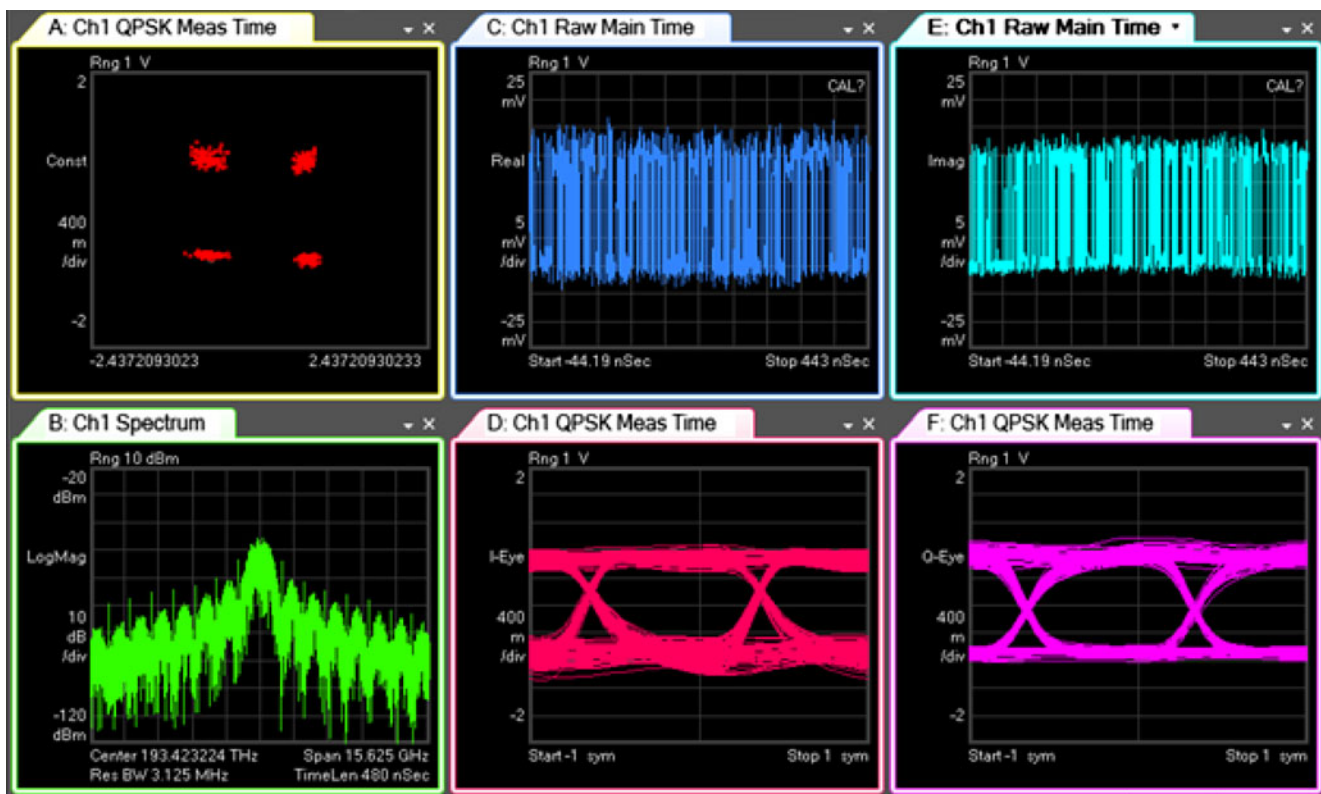 A: Ch1 QPSK Meas Time
Rng 1 V
2
Const
400
m
/div
-2
-2.43720930233
2.43720930233
C: Ch1 Raw Main Time
Rng 1 V
25
mV
CAL?
Real
5
mV
/div
-25
mV
Start -44.19 nSec
Stop 443 nSec
E: Ch1 Raw Main Time
Rng 1 V
25
mV
CAL?
Imag
5
mV
/div
-25
mV
Start -44.19 nSec
Stop 443 nSec
B: Ch1 Spectrum
Rng 10 dBm
-20
dBm
LogMag
10
dB
/div
-120
dBm
Center 193.423224 THz
Span 15.625 GHz
Res BW 3.125 MHz
TimeLen 480 nSec
D: Ch1 QPSK Meas Time
Rng 1 V
2
I-Eye
400
m
/div
-2
Start -1 sym
Stop 1 sym
F: Ch1 QPSK Meas Time
Rng 1 V
2
Q-Eye
400
m
/div
-2
Start -1 sym
Stop 1 sym